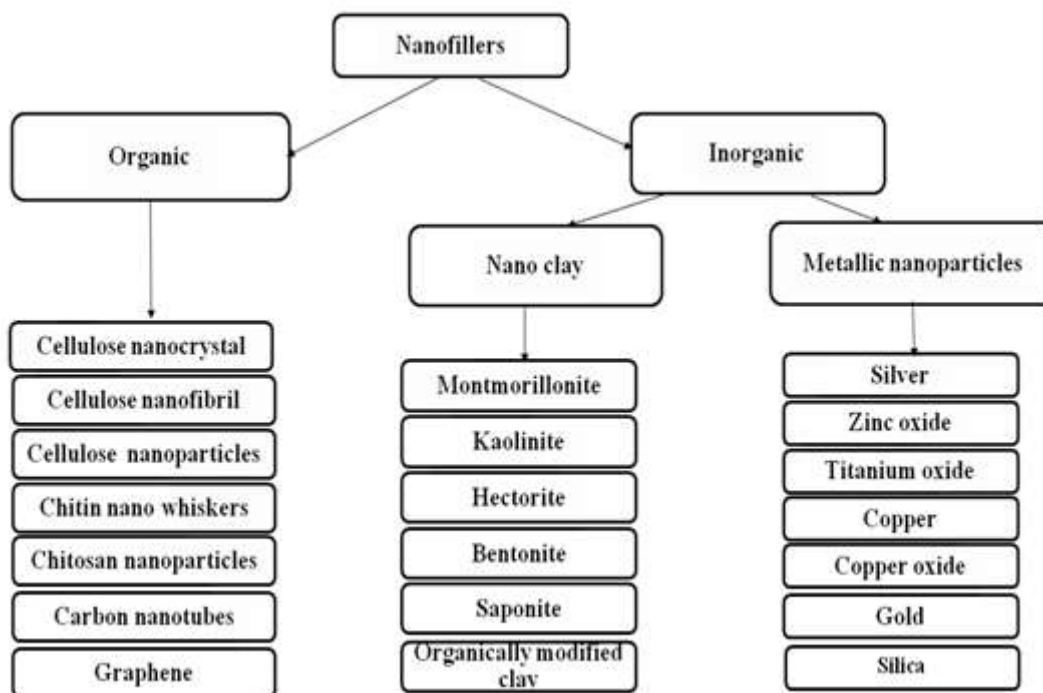 Nanofillers
Organic
Inorganic
Nano clay
Metallic nanoparticles
Cellulose nanocrystal
Cellulose nanofibril
Cellulose nanoparticles
Chitin nano whiskers
Chitosan nanoparticles
Carbon nanotubes
Graphene
Montmorillonite
Kaolinite
Hectorite
Bentonite
Saponite
Organically modified
clay
Silver
Zinc oxide
Titanium oxide
Copper
Copper oxide
Gold
Silica